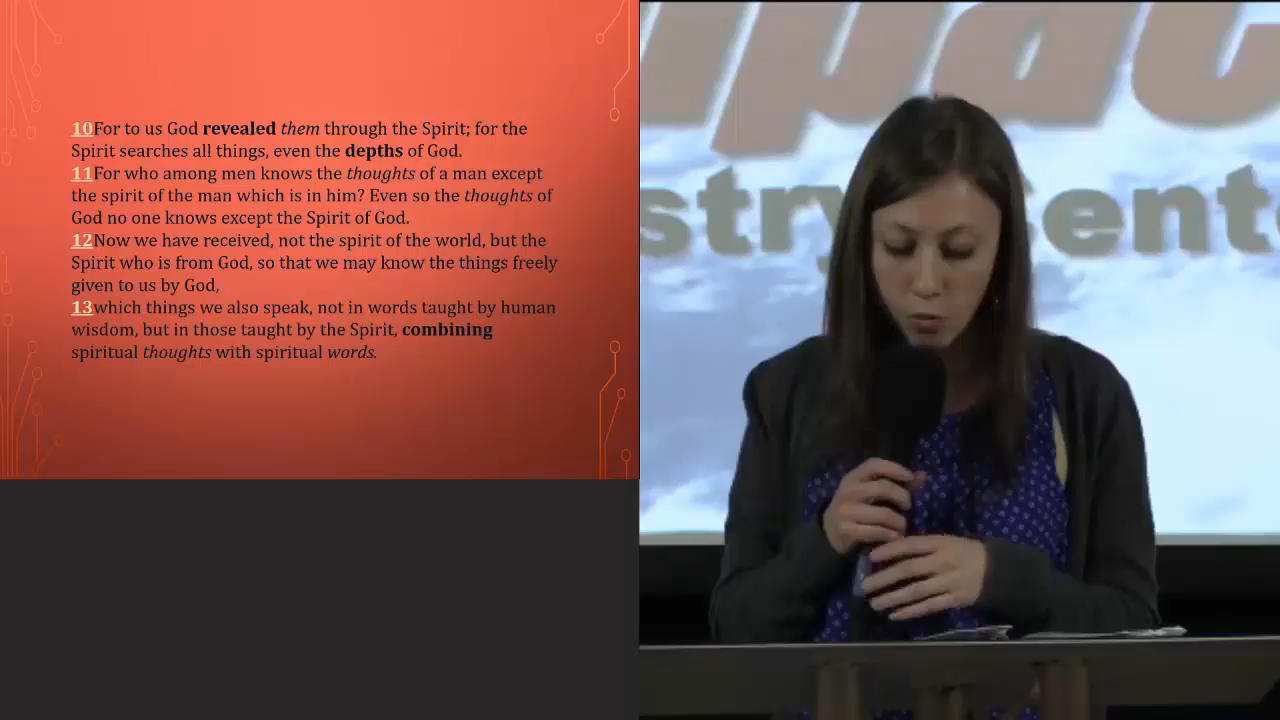 10For to us God revealed them through the Spirit; for the
Spirit searches all things, even the depths of God.
11For who among men knows the thoughts of a man except
the spirit of the man which is in him? Even so the thoughts of
God no one knows except the Spirit of God.
12Now we have received, not the spirit of the world, but the
Spirit who is from God, so that we may know the things freely
given to us by God,
13which things we also speak, not in words taught by human
wisdom, but in those taught by the Spirit, combining
spiritual thoughts with spiritual words.